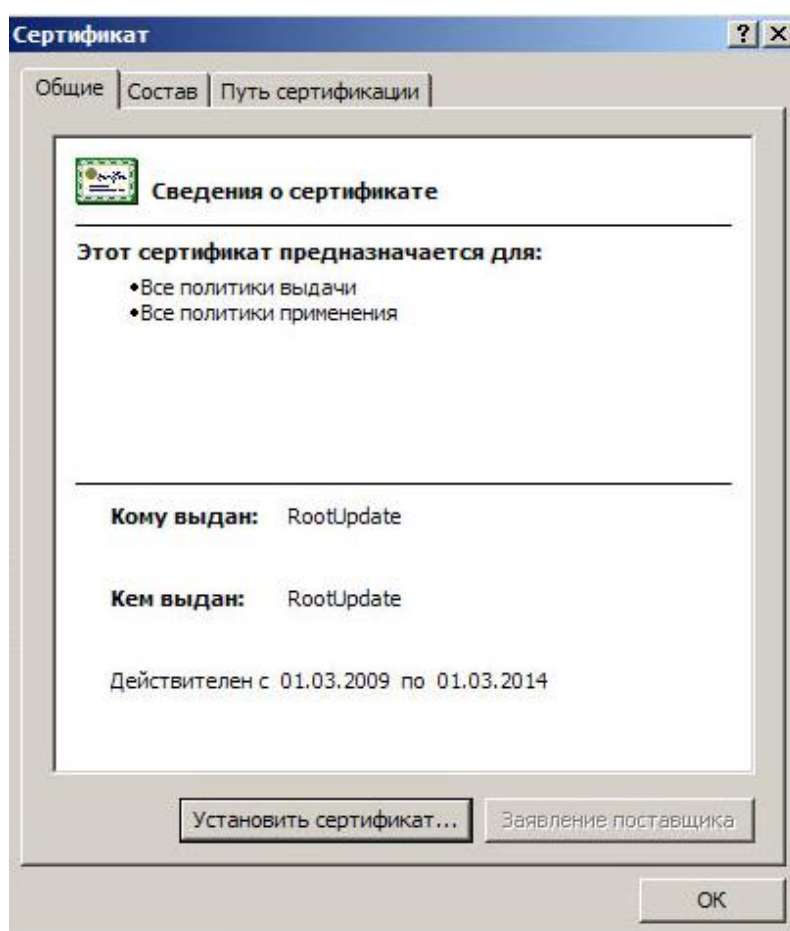 Сертификат
Общие Состав Путь сертификации
Сведения о сертификате
Этот сертификат предназначается для:
•Все политики выдачи
•Все политики применения
Кому выдан: RootUpdate
Кем выдан: RootUpdate
Действителен с 01.03.2009 по 01.03.2014
Установить сертификат... Заявление поставщика
ОК